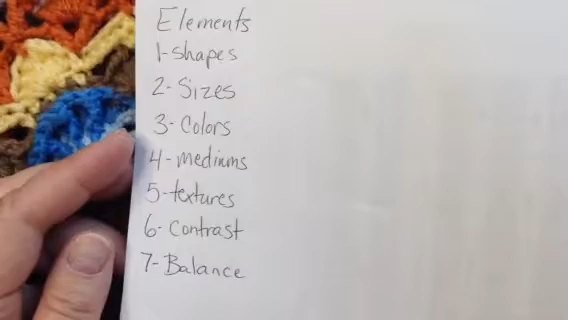 Elements
1-shapes
2-Sizes
3-Colors
4-mediums
5-textures
6-Contrast
7-Balance